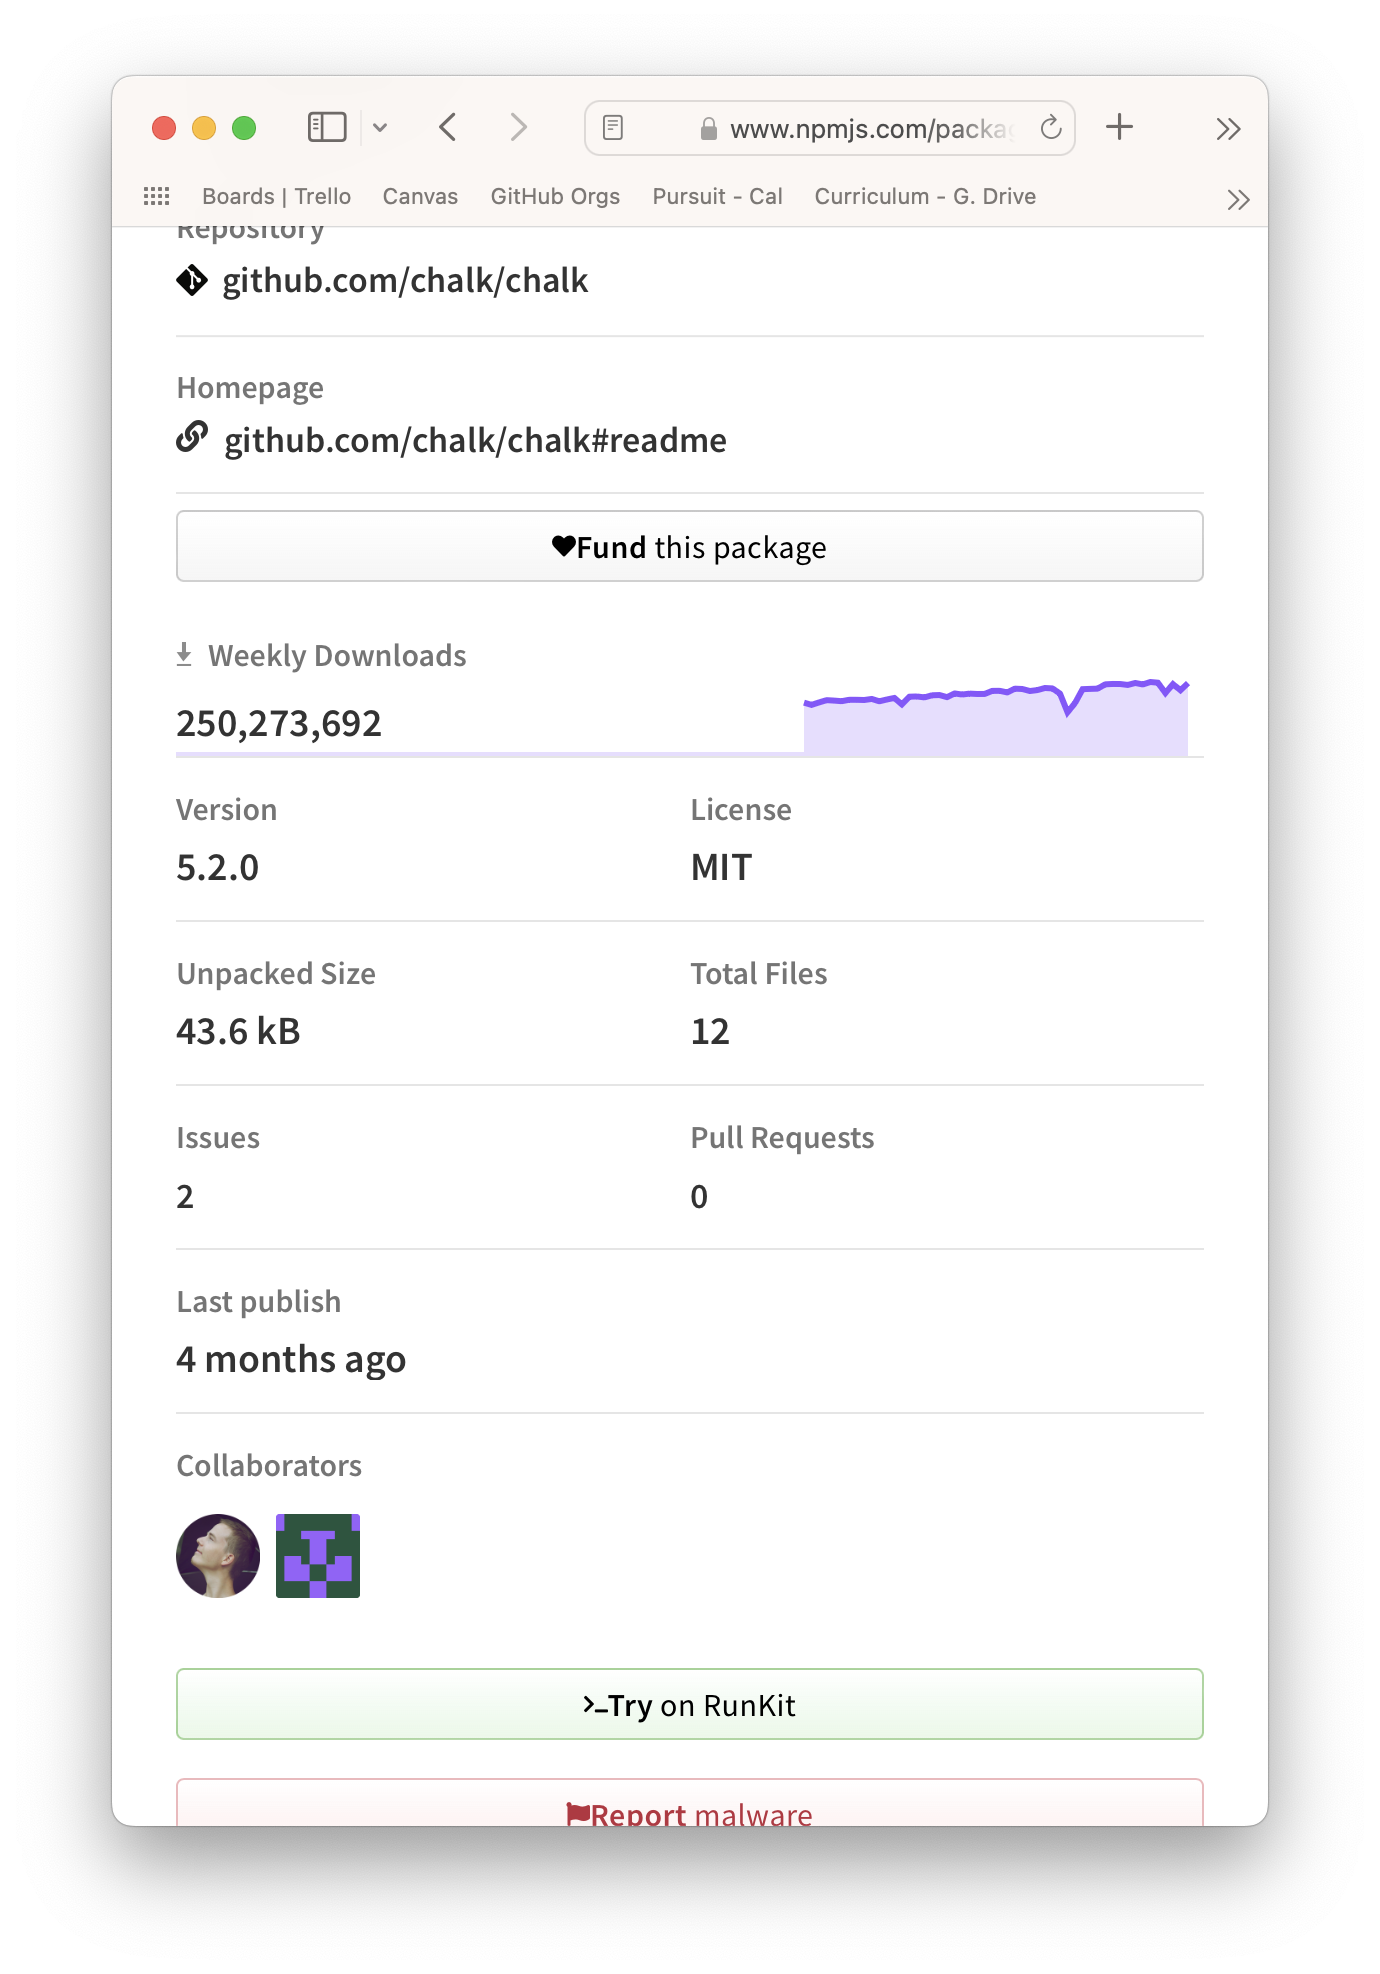 www.npmjs.com/packag
Boards | Trello Canvas GitHub Orgs Pursuit - Cal Curriculum - G. Drive
Repository
github.com/chalk/chalk
Homepage
github.com/chalk/chalk#readme
Fund this package
Weekly Downloads
250,273,692
Version License
5.2.0 MIT
Unpacked Size Total Files
43.6 kB 12
Issues Pull Requests
2 0
Last publish
4 months ago
Collaborators
Try on RunKit
Report malware